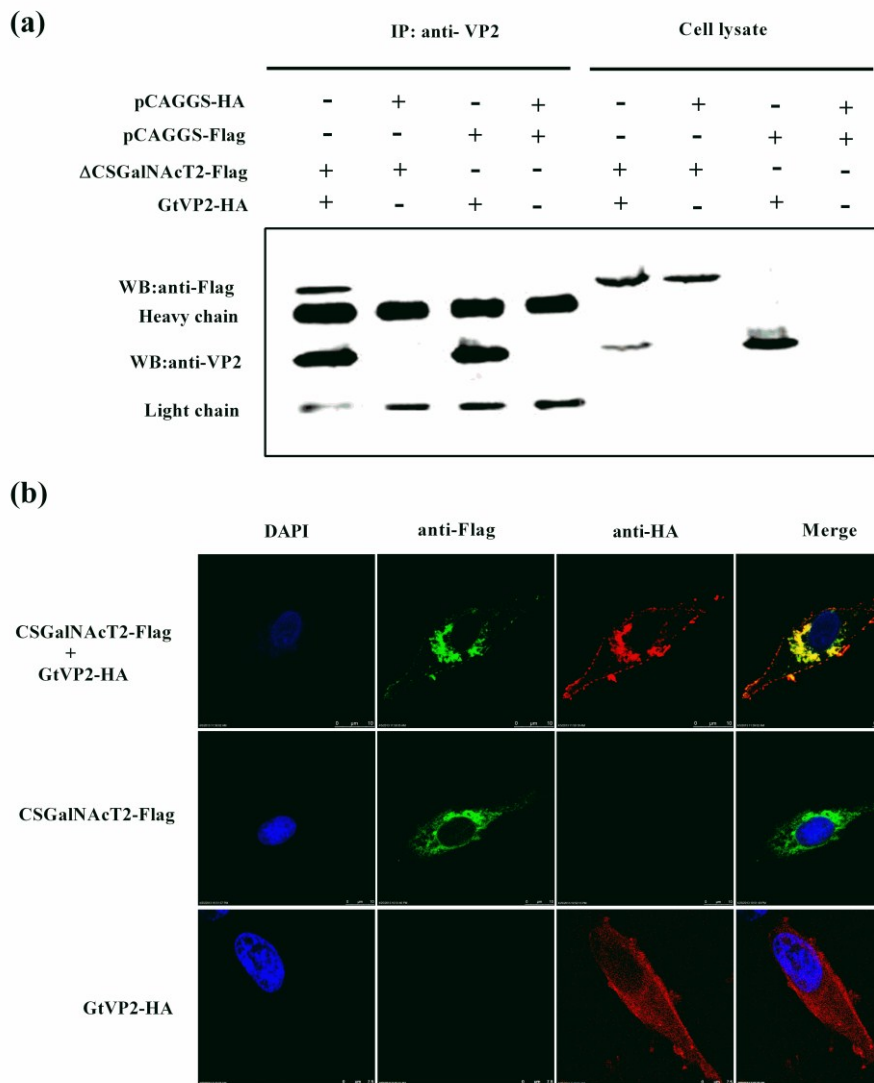 (a)
IP: anti- VP2 Cell lysate
pCAGGS-HA - + - + - + - +
pCAGGS-Flag - - + + - - + +
ΔCSGalNAcT2-Flag + + - - + + - -
GtVP2-HA + - + - + - + -
WB:anti-Flag
Heavy chain
WB:anti-VP2
Light chain
(b)
DAPI anti-Flag anti-HA Merge
CSGalNAcT2-Flag
+
GtVP2-HA
CSGalNAcT2-Flag
GtVP2-HA